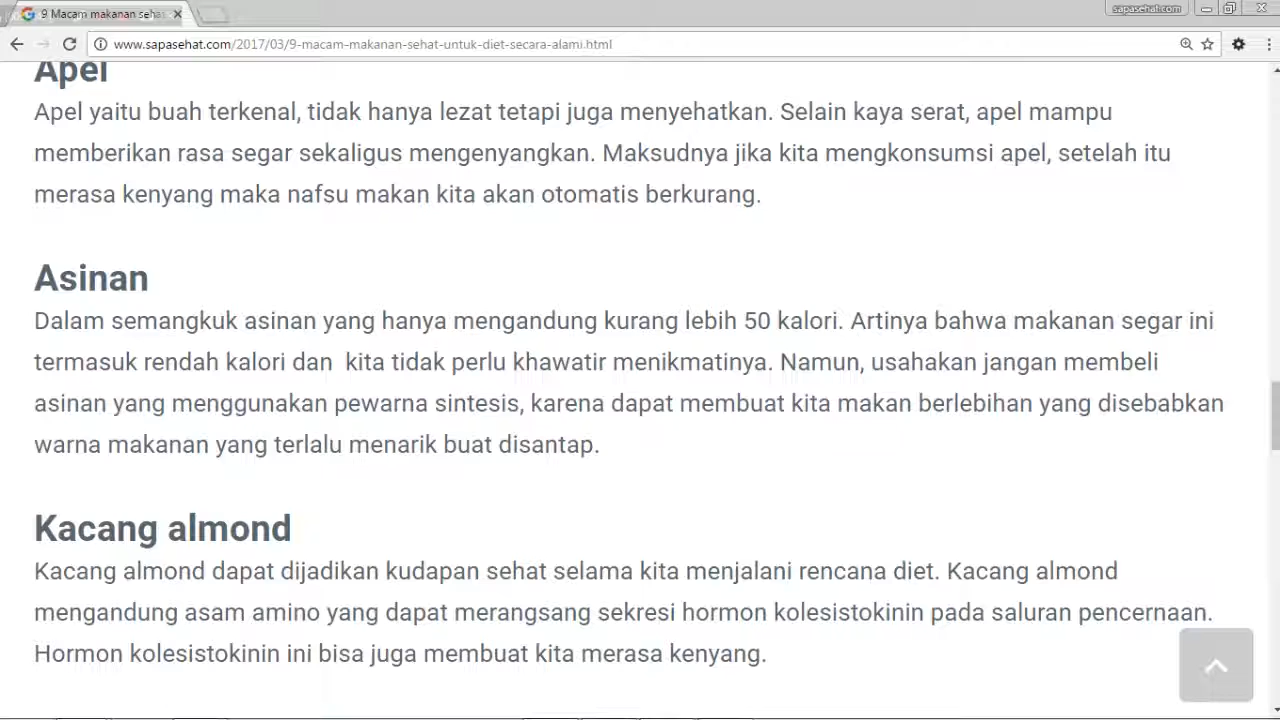 9 Macam makanan seha
sapasehat.com
www.sapasehat.com/2017/03/9-macam-makanan-sehat-untuk-diet-secara-alami.html
Apel
Apel yaitu buah terkenal, tidak hanya lezat tetapi juga menyehatkan. Selain kaya serat, apel mampu
memberikan rasa segar sekaligus mengenyangkan. Maksudnya jika kita mengkonsumsi apel, setelah itu
merasa kenyang maka nafsu makan kita akan otomatis berkurang.
Asinan
Dalam semangkuk asinan yang hanya mengandung kurang lebih 50 kalori. Artinya bahwa makanan segar ini
termasuk rendah kalori dan  kita tidak perlu khawatir menikmatinya. Namun, usahakan jangan membeli
asinan yang menggunakan pewarna sintesis, karena dapat membuat kita makan berlebihan yang disebabkan
warna makanan yang terlalu menarik buat disantap.
Kacang almond
Kacang almond dapat dijadikan kudapan sehat selama kita menjalani rencana diet. Kacang almond
mengandung asam amino yang dapat merangsang sekresi hormon kolesistokinin pada saluran pencernaan.
Hormon kolesistokinin ini bisa juga membuat kita merasa kenyang.